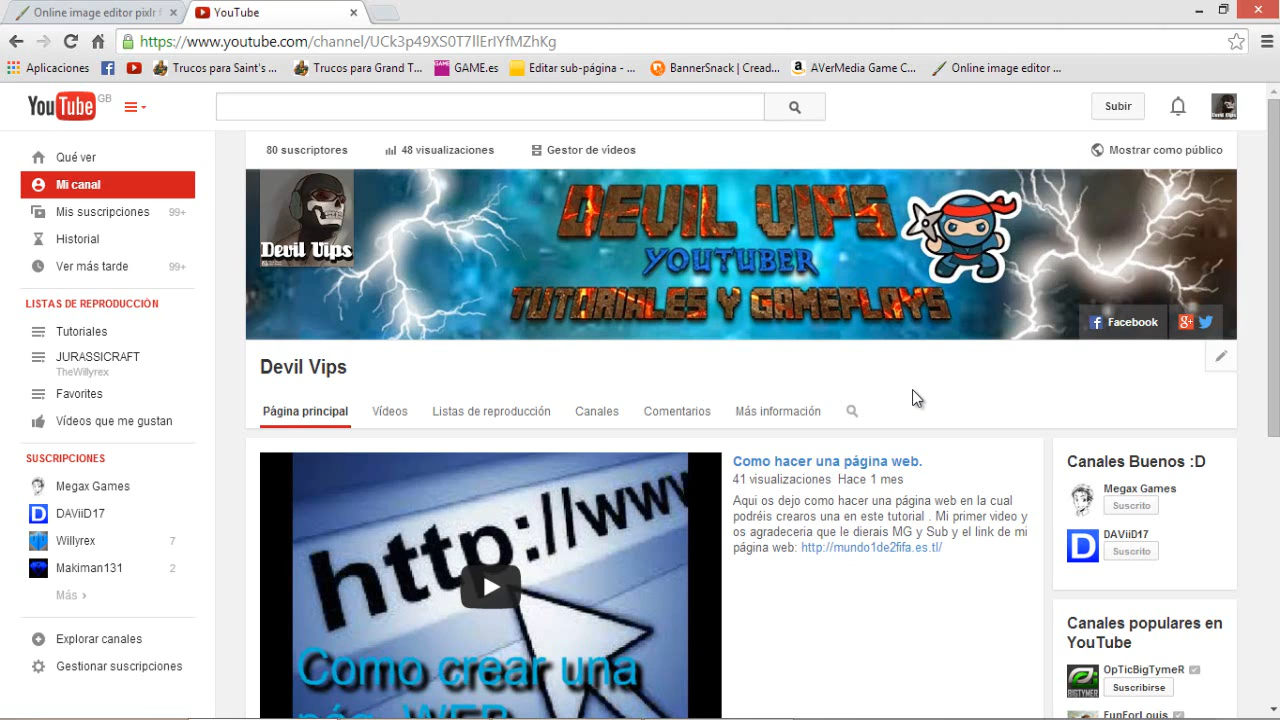 Online image editor pixlr f
YouTube
https://www.youtube.com/channel/UCk3p49XS0T7llErIYfMZhKg
Aplicaciones
Trucos para Saint's ...
Trucos para Grand T...
GAME
GAME.es
Editar sub-página - ...
BannerSnack | Cread...
a
AVerMedia Game C...
Online image editor ...
YouTube GB
Subir
Devil Vips
Qué ver
Mi canal
Mis suscripciones 99+
Historial
Ver más tarde 99+
LISTAS DE REPRODUCCIÓN
Tutoriales
JURASSICRAFT
TheWillyrex
Favorites
Vídeos que me gustan
SUSCRIPCIONES
Megax Games
D DAViiD17
Willyrex 7
Makiman131 2
Más ›
Explorar canales
Gestionar suscripciones
80 suscriptores
48 visualizaciones
Gestor de vídeos
Mostrar como público
Devil Vips
DEVIL VIPS
YOUTUBER
TUTORIALES Y GAMEPLAYS
f Facebook
g+
Devil Vips
Página principal
Vídeos
Listas de reproducción
Canales
Comentarios
Más información
http://www
Como crear una
pág. WEB
Como hacer una página web.
41 visualizaciones Hace 1 mes
Aqui os dejo como hacer una página web en la cual
podréis crearos una en este tutorial . Mi primer video y
os agradeceria que le dierais MG y Sub y el link de mi
página web: http://mundo1de2fifa.es.tl/
Canales Buenos :D
Megax Games
Suscrito
D
DAViiD17
Suscrito
Canales populares en
YouTube
OpTicBigTymeR
BIGTYMER
Suscribirse
FunForLouis